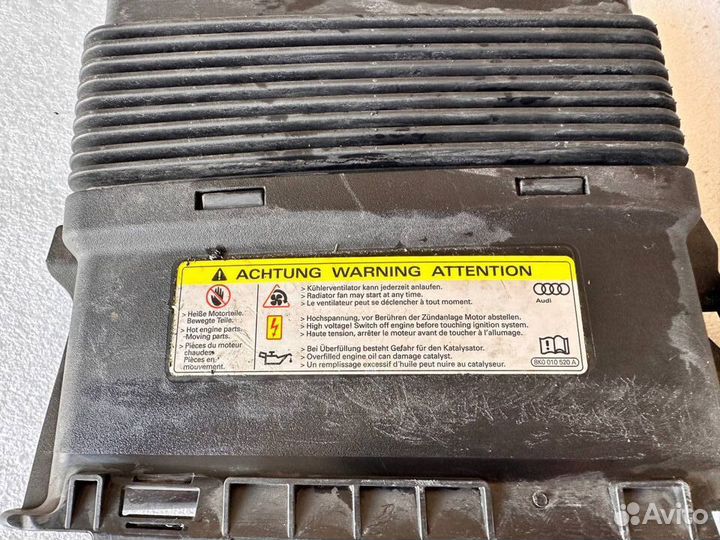 ACHTUNG WARNING ATTENTION
> Heiße Motorteile.
Bewegte Teile.
> Hot engine parts.
Moving parts.
> Pièces du moteur
chaudes.
Pièces en
mouvement.
> Kühlerventilator kann jederzeit anlaufen.
> Radiator fan may start at any time.
> Le ventilateur peut se déclencher à tout moment.
> Hochspannung, vor Berühren der Zündanlage Motor abstellen.
> High voltage! Switch off engine before touching ignition system.
> Haute tension, arrêter le moteur avant de toucher à l'allumage.
> Bei Überfüllung besteht Gefahr für den Katalysator.
> Overfilled engine oil can damage catalyst.
> Un remplissage excessif d'huile peut nuire au catalyseur.
Audi
8K0 010 520 A
Avito